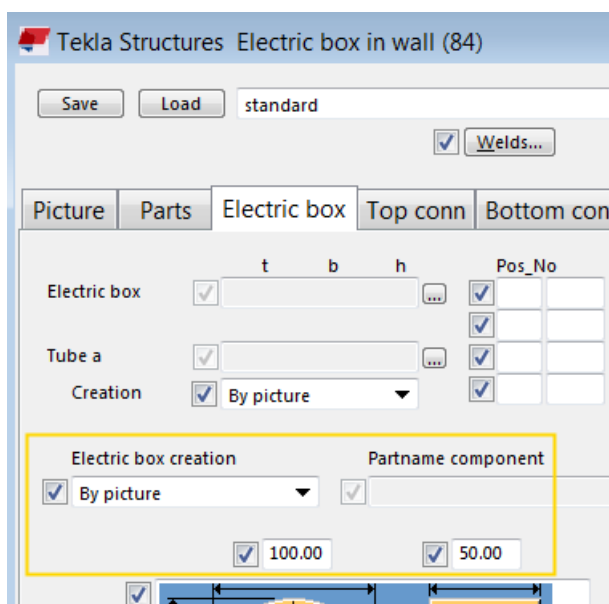 Tekla Structures Electric box in wall (84)
Save Load standard
Welds...
Picture Parts Electric box Top conn Bottom con
t b h Pos_No
Electric box ...
Tube a ...
Creation By picture
Electric box creation Partname component
By picture
100.00 50.00